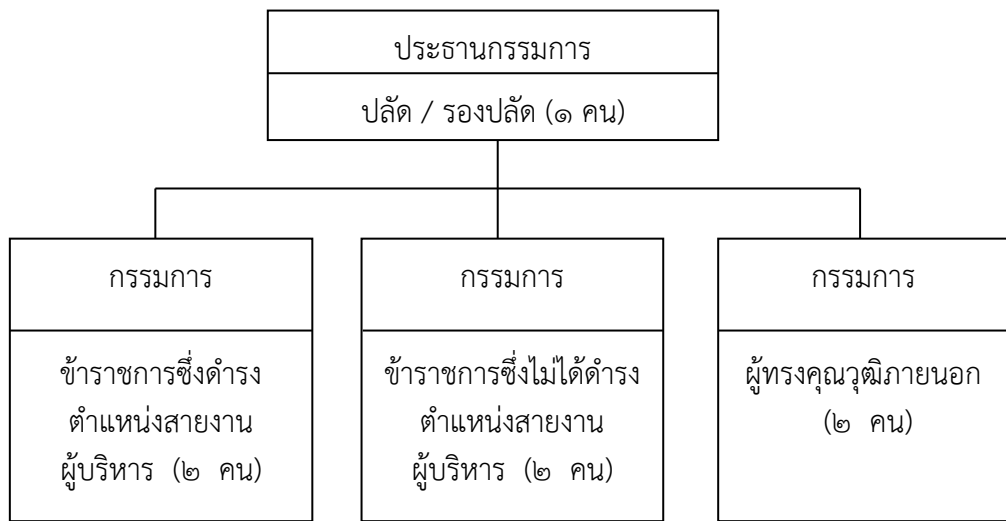 ประธานกรรมการ
ปลัด / รองปลัด (๑ คน)
กรรมการ
ข้าราชการซึ่งดำรง
ตำแหน่งสายงาน
ผู้บริหาร (๒ คน)
กรรมการ
ข้าราชการซึ่งไม่ได้ดำรง
ตำแหน่งสายงาน
ผู้บริหาร (๒ คน)
กรรมการ
ผู้ทรงคุณวุฒิภายนอก
(๒ คน)